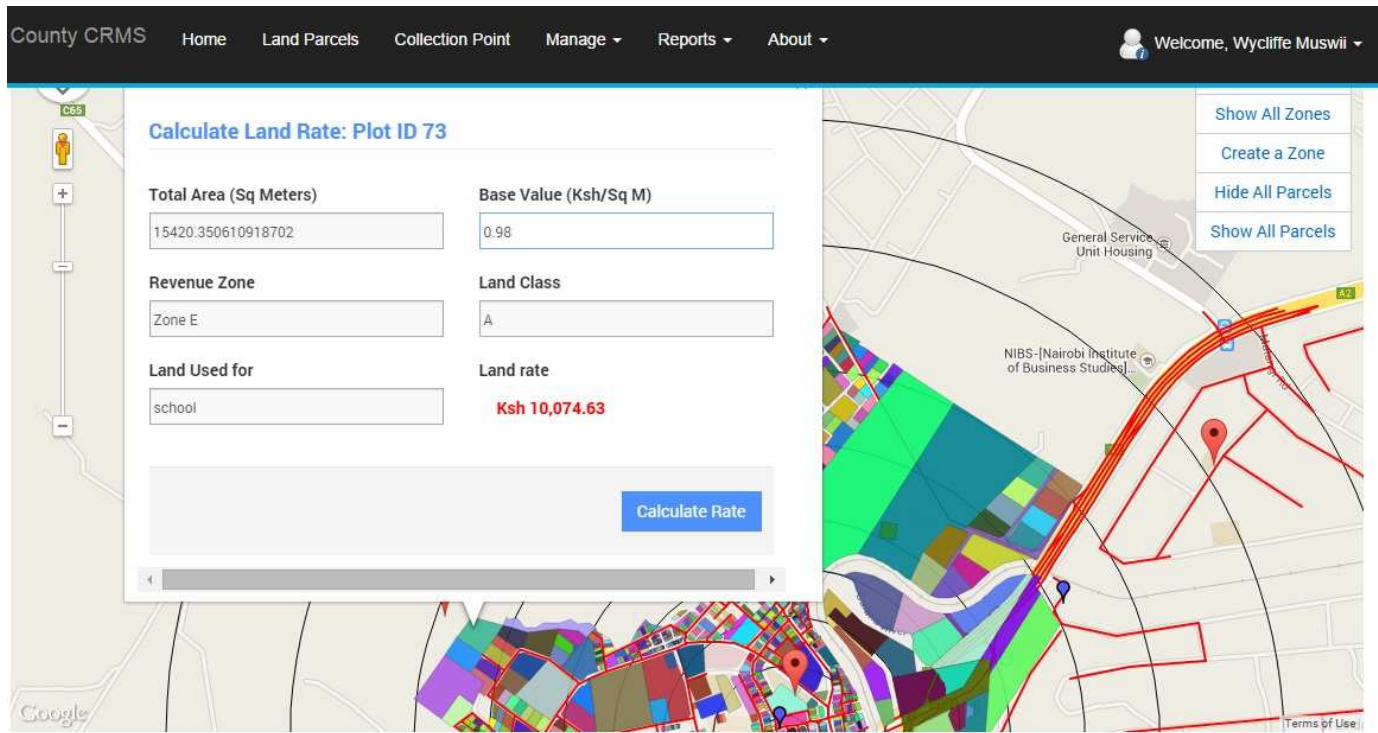 County CRMS Home Land Parcels Collection Point Manage Reports About Welcome, Wycliffe Muswii
C65
Calculate Land Rate: Plot ID 73
Total Area (Sq Meters) Base Value (Ksh/Sq M)
15420.350610918702 0.98
Revenue Zone Land Class
Zone E A
Land Used for Land rate
school Ksh 10,074.63
Calculate Rate
Show All Zones
Create a Zone
Hide All Parcels
Show All Parcels
General Service
Unit Housing
A2
NIBS-[Nairobi Institute
of Business Studies]...
Google
Terms of Use